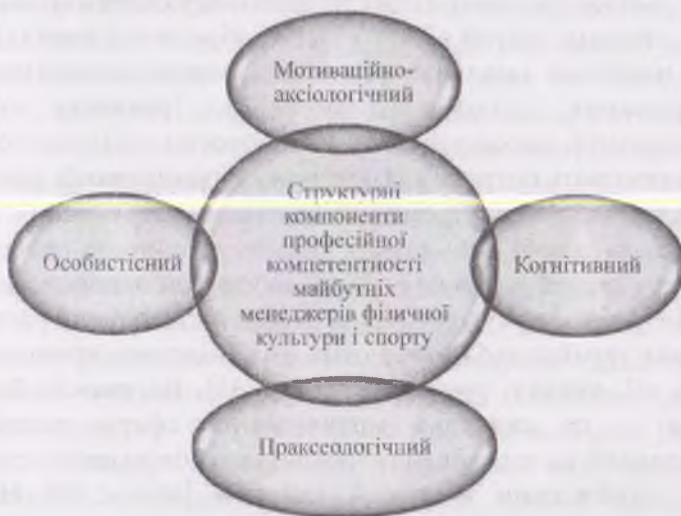 Мотиваційно-
аксіологічний
Структурні
компоненти
професійної
компетентності
майбутніх
менеджерів фізичної
культури і спорту
Особистісний
Когнітивний
Праксеологічний